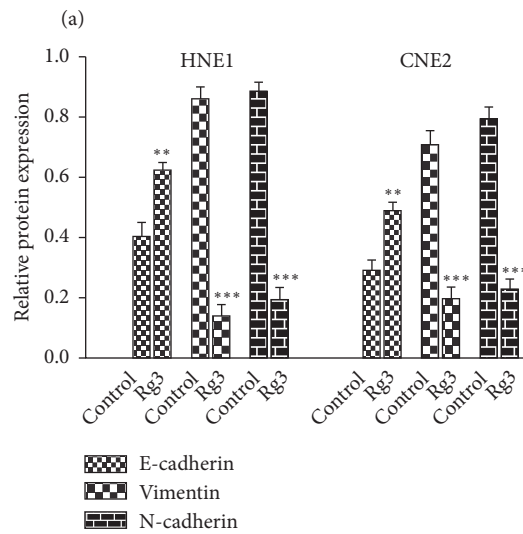 (a)
HNE1 CNE2
Relative protein expression
1.0
0.8
0.6
0.4
0.2
0.0
** *** *** ** *** ***
Control Rg3 Control Rg3 Control Rg3 Control Rg3 Control Rg3 Control Rg3
E-cadherin
Vimentin
N-cadherin